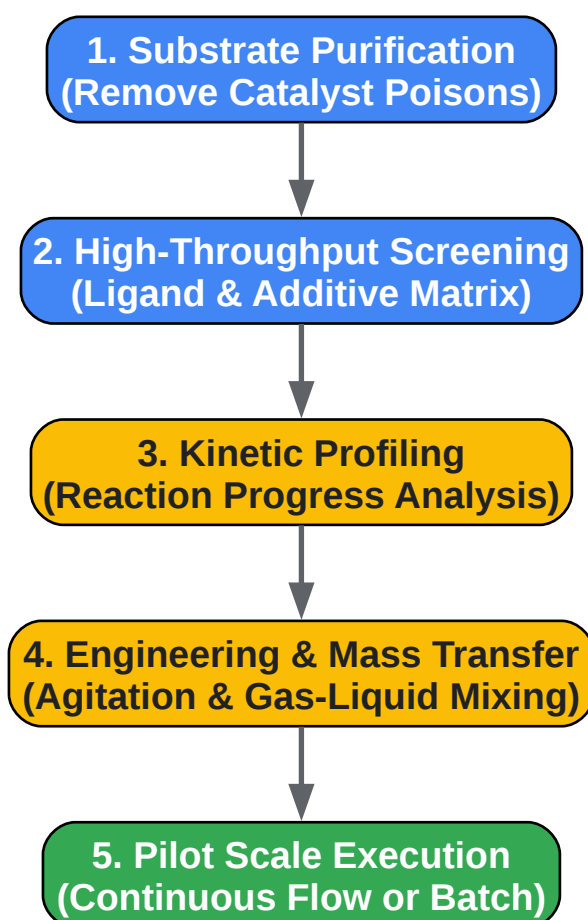 1. Substrate Purification
(Remove Catalyst Poisons)
2. High-Throughput Screening
(Ligand & Additive Matrix)
3. Kinetic Profiling
(Reaction Progress Analysis)
4. Engineering & Mass Transfer
(Agitation & Gas-Liquid Mixing)
5. Pilot Scale Execution
(Continuous Flow or Batch)